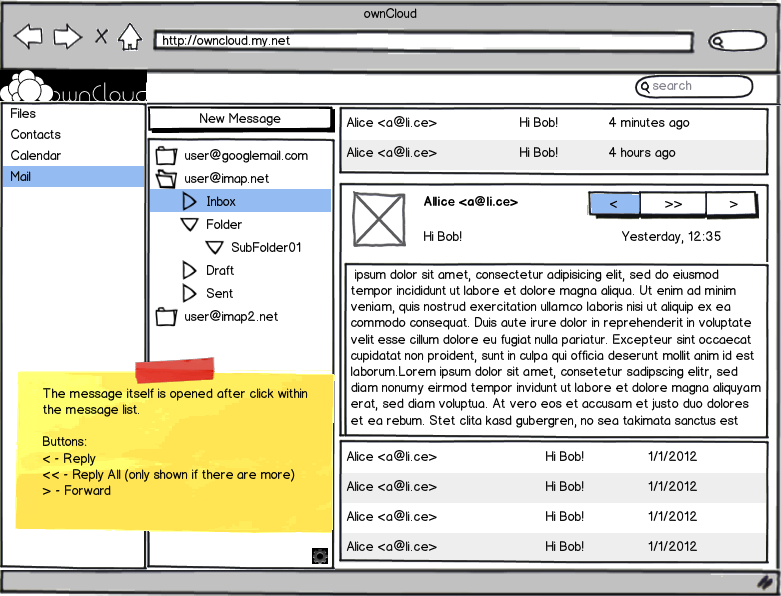 ownCloud
http://owncloud.my.net
ownCloud
search
Files
Contacts
Calendar
Mail
New Message
user@googlemail.com
user@imap.net
Inbox
Folder
SubFolder01
Draft
Sent
user@imap2.net
Alice <a@li.ce> Hi Bob! 4 minutes ago
Alice <a@li.ce> Hi Bob! 4 hours ago
Allice <a@li.ce> < >> >
Hi Bob! Yesterday, 12:35
ipsum dolor sit amet, consectetur adipisicing elit, sed do eiusmod
tempor incididunt ut labore et dolore magna aliqua. Ut enim ad minim
veniam, quis nostrud exercitation ullamco laboris nisi ut aliquip ex ea
commodo consequat. Duis aute irure dolor in reprehenderit in voluptate
velit esse cillum dolore eu fugiat nulla pariatur. Excepteur sint occaecat
cupidatat non proident, sunt in culpa qui officia deserunt mollit anim id est
laborum.Lorem ipsum dolor sit amet, consetetur sadipscing elitr, sed
diam nonumy eirmod tempor invidunt ut labore et dolore magna aliquyam
erat, sed diam voluptua. At vero eos et accusam et justo duo dolores
et ea rebum. Stet clita kasd gubergren, no sea takimata sanctus est
Alice <a@li.ce> Hi Bob! 1/1/2012
Alice <a@li.ce> Hi Bob! 1/1/2012
Alice <a@li.ce> Hi Bob! 1/1/2012
Alice <a@li.ce> Hi Bob! 1/1/2012
The message itself is opened after click within
the message list.
Buttons:
< - Reply
<< - Reply All (only shown if there are more)
> - Forward